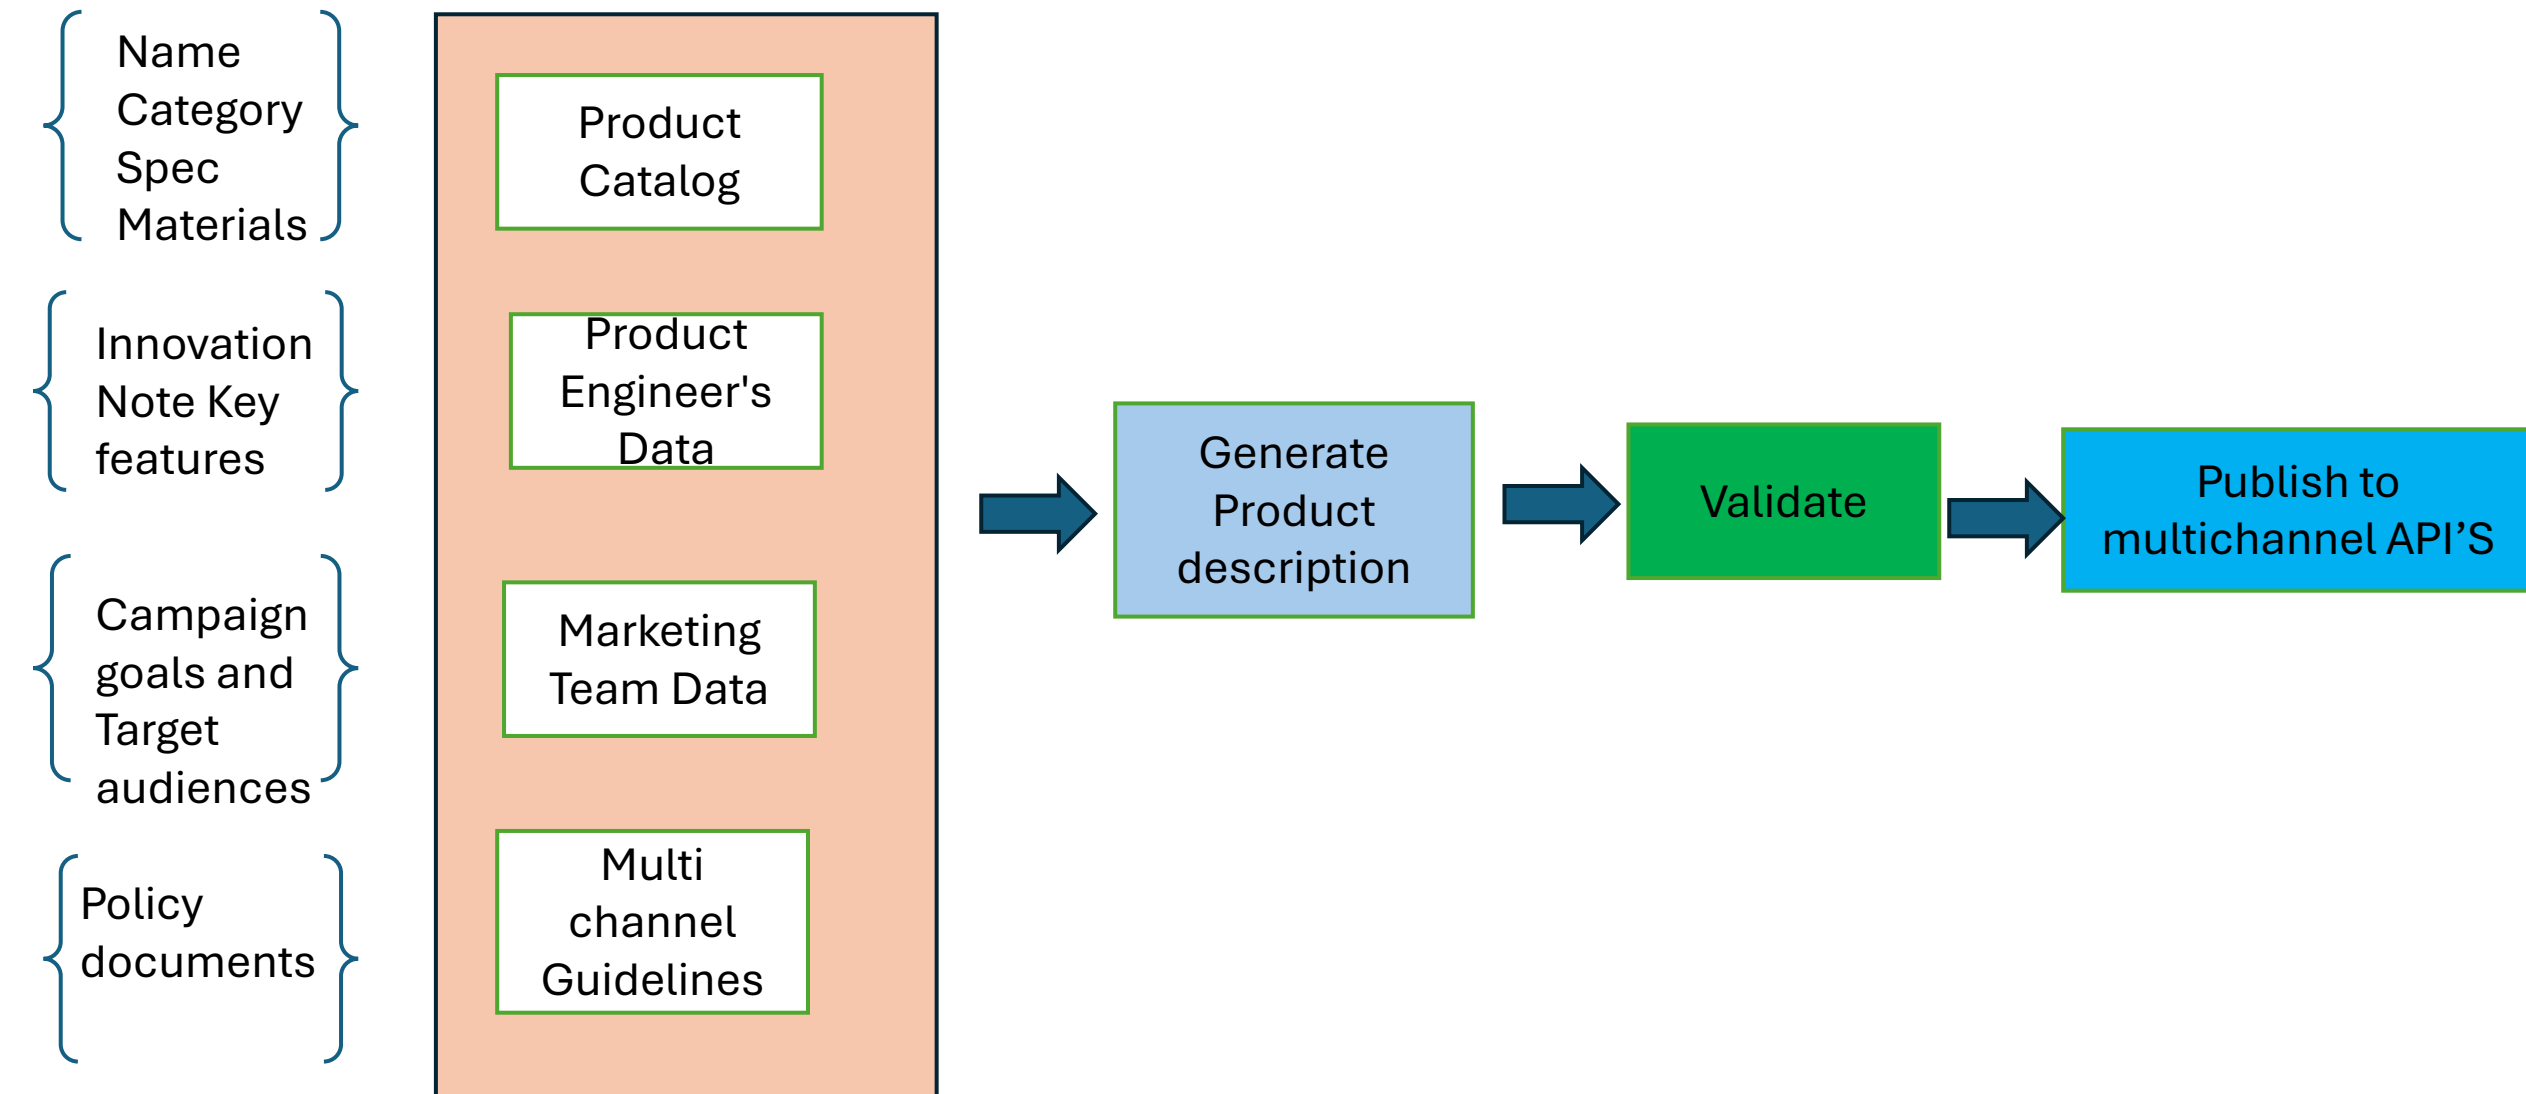 Name
Category
Spec
Materials
Product
Catalog
Innovation
Note Key
features
Product
Engineer's
Data
Campaign
goals and
Target
audiences
Marketing
Team Data
Policy
documents
Multi
channel
Guidelines
Generate
Product
description
Validate
Publish to
multichannel API’S